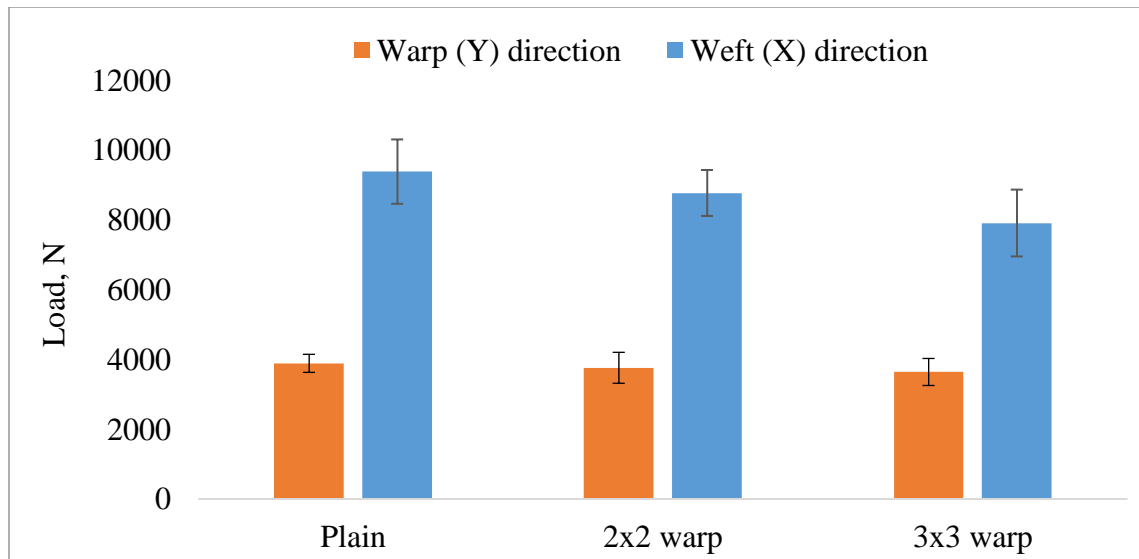 Warp (Y) direction Weft (X) direction
12000
10000
8000
6000
4000
2000
0
Load, N
Plain 2x2 warp 3x3 warp